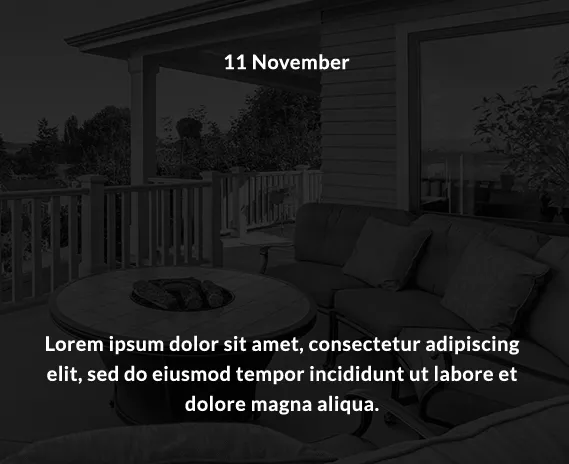 11 November
Lorem ipsum dolor sit amet, consectetur adipiscing
elit, sed do eiusmod tempor incididunt ut labore et
dolore magna aliqua.